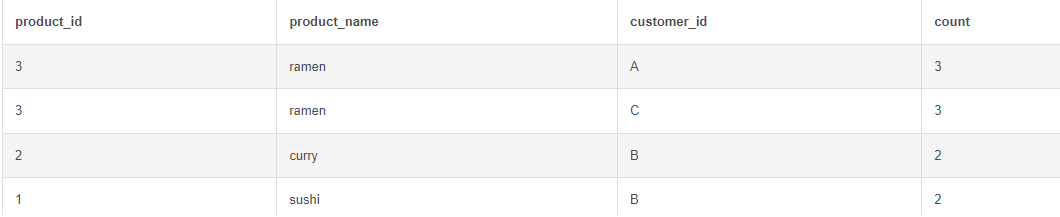 product_id product_name customer_id count
3 ramen A 3
3 ramen C 3
2 curry B 2
1 sushi B 2